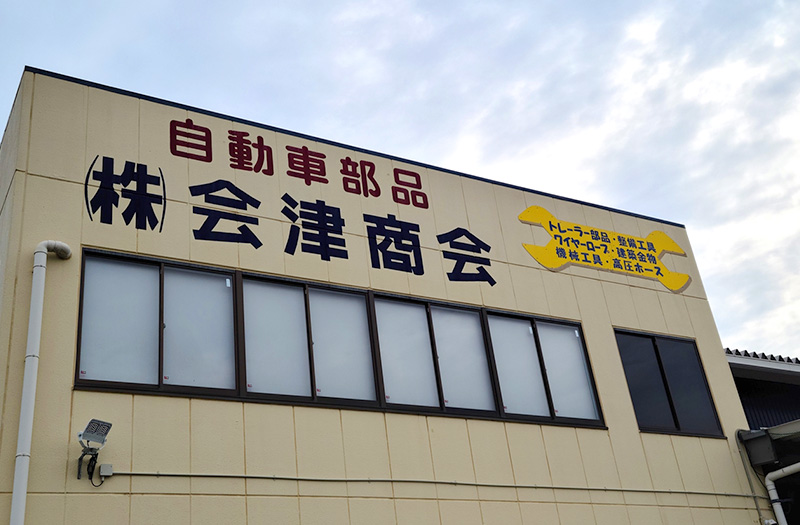 自動車部品
(株)会津商会
トレーラー部品・整備工具
ワイヤーロープ・建築金物
機械工具・高圧ホース